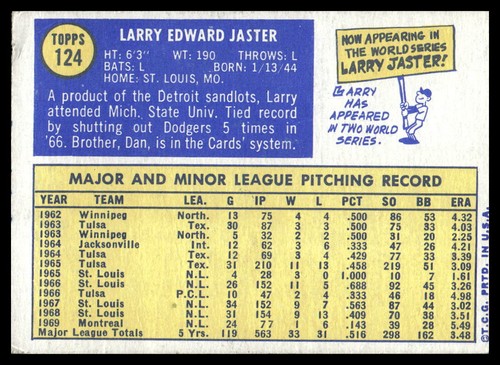 TOPPS
124
LARRY EDWARD JASTER
HT: 6'3" WT: 190 THROWS: L
BATS: L BORN: 1/13/44
HOME: ST. LOUIS, MO.
A product of the Detroit sandlots, Larry
attended Mich. State Univ. Tied record
by shutting out Dodgers 5 times in
'66. Brother, Dan, is in the Cards' system.
NOW APPEARING IN
THE WORLD SERIES
LARRY JASTER!
LARRY
HAS
APPEARED
IN TWO WORLD
SERIES.
MAJOR AND MINOR LEAGUE PITCHING RECORD
YEAR TEAM LEA. G IP W L PCT SO BB ERA
1962 Winnipeg North. 13 75 4 4 .500 86 53 4.32
1963 Tulsa Tex. 30 87 3 3 .500 93 55 4.03
1963 Winnipeg North. 5 32 2 2 .500 31 20 2.25
1964 Jacksonville Int. 12 63 3 6 .333 47 26 4.21
1964 Tulsa Tex. 6 33 2 4 .333 44 15 3.27
1965 Tulsa Tex. 31 210 11 13 .458 219 51 3.09
1965 St. Louis N.L. 4 28 3 0 1.000 10 7 1.61
1966 St. Louis N.L. 26 152 11 5 .688 92 45 3.26
1966 Tulsa P.C.L. 10 47 2 4 .333 46 18 4.98
1967 St. Louis N.L. 34 152 9 7 .563 87 44 3.02
1968 St. Louis N.L. 31 154 9 13 .409 70 38 3.51
1969 Montreal N.L. 24 77 1 6 .143 39 28 5.49
Major League Totals 5 Yrs. 119 563 33 31 .516 298 162 3.48
©T.C.G. PRTD. IN U.S.A.